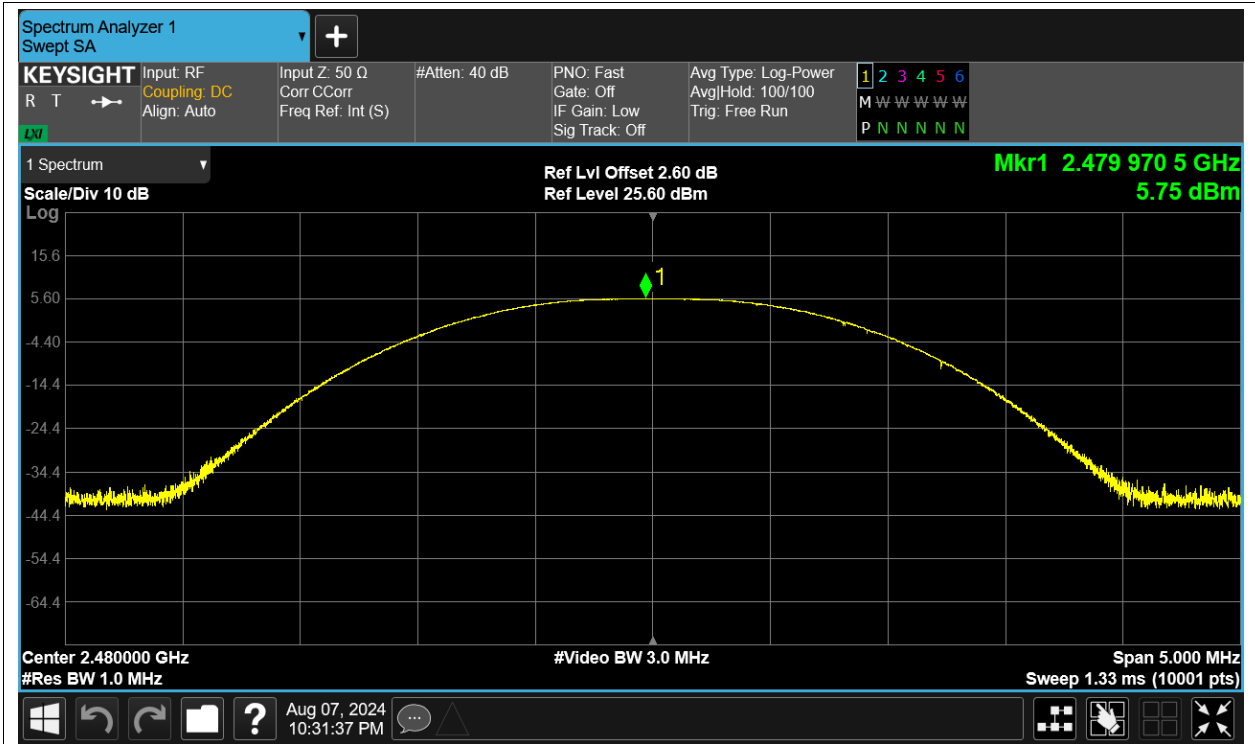 Spectrum Analyzer 1
Swept SA
KEYSIGHT
R T
LXI
Input: RF
Coupling: DC
Align: Auto
Input Z: 50 Ω
Corr CCorr
Freq Ref: Int (S)
#Atten: 40 dB
PNO: Fast
Gate: Off
IF Gain: Low
Sig Track: Off
Avg Type: Log-Power
Avg|Hold: 100/100
Trig: Free Run
1 2 3 4 5 6
M W W W W W
P N N N N N
1 Spectrum
Scale/Div 10 dB
Log
Ref Lvl Offset 2.60 dB
Ref Level 25.60 dBm
Mkr1 2.479 970 5 GHz
5.75 dBm
1
15.6
5.60
-4.40
-14.4
-24.4
-34.4
-44.4
-54.4
-64.4
Center 2.480000 GHz
#Res BW 1.0 MHz
#Video BW 3.0 MHz
Span 5.000 MHz
Sweep 1.33 ms (10001 pts)
?
Aug 07, 2024
10:31:37 PM